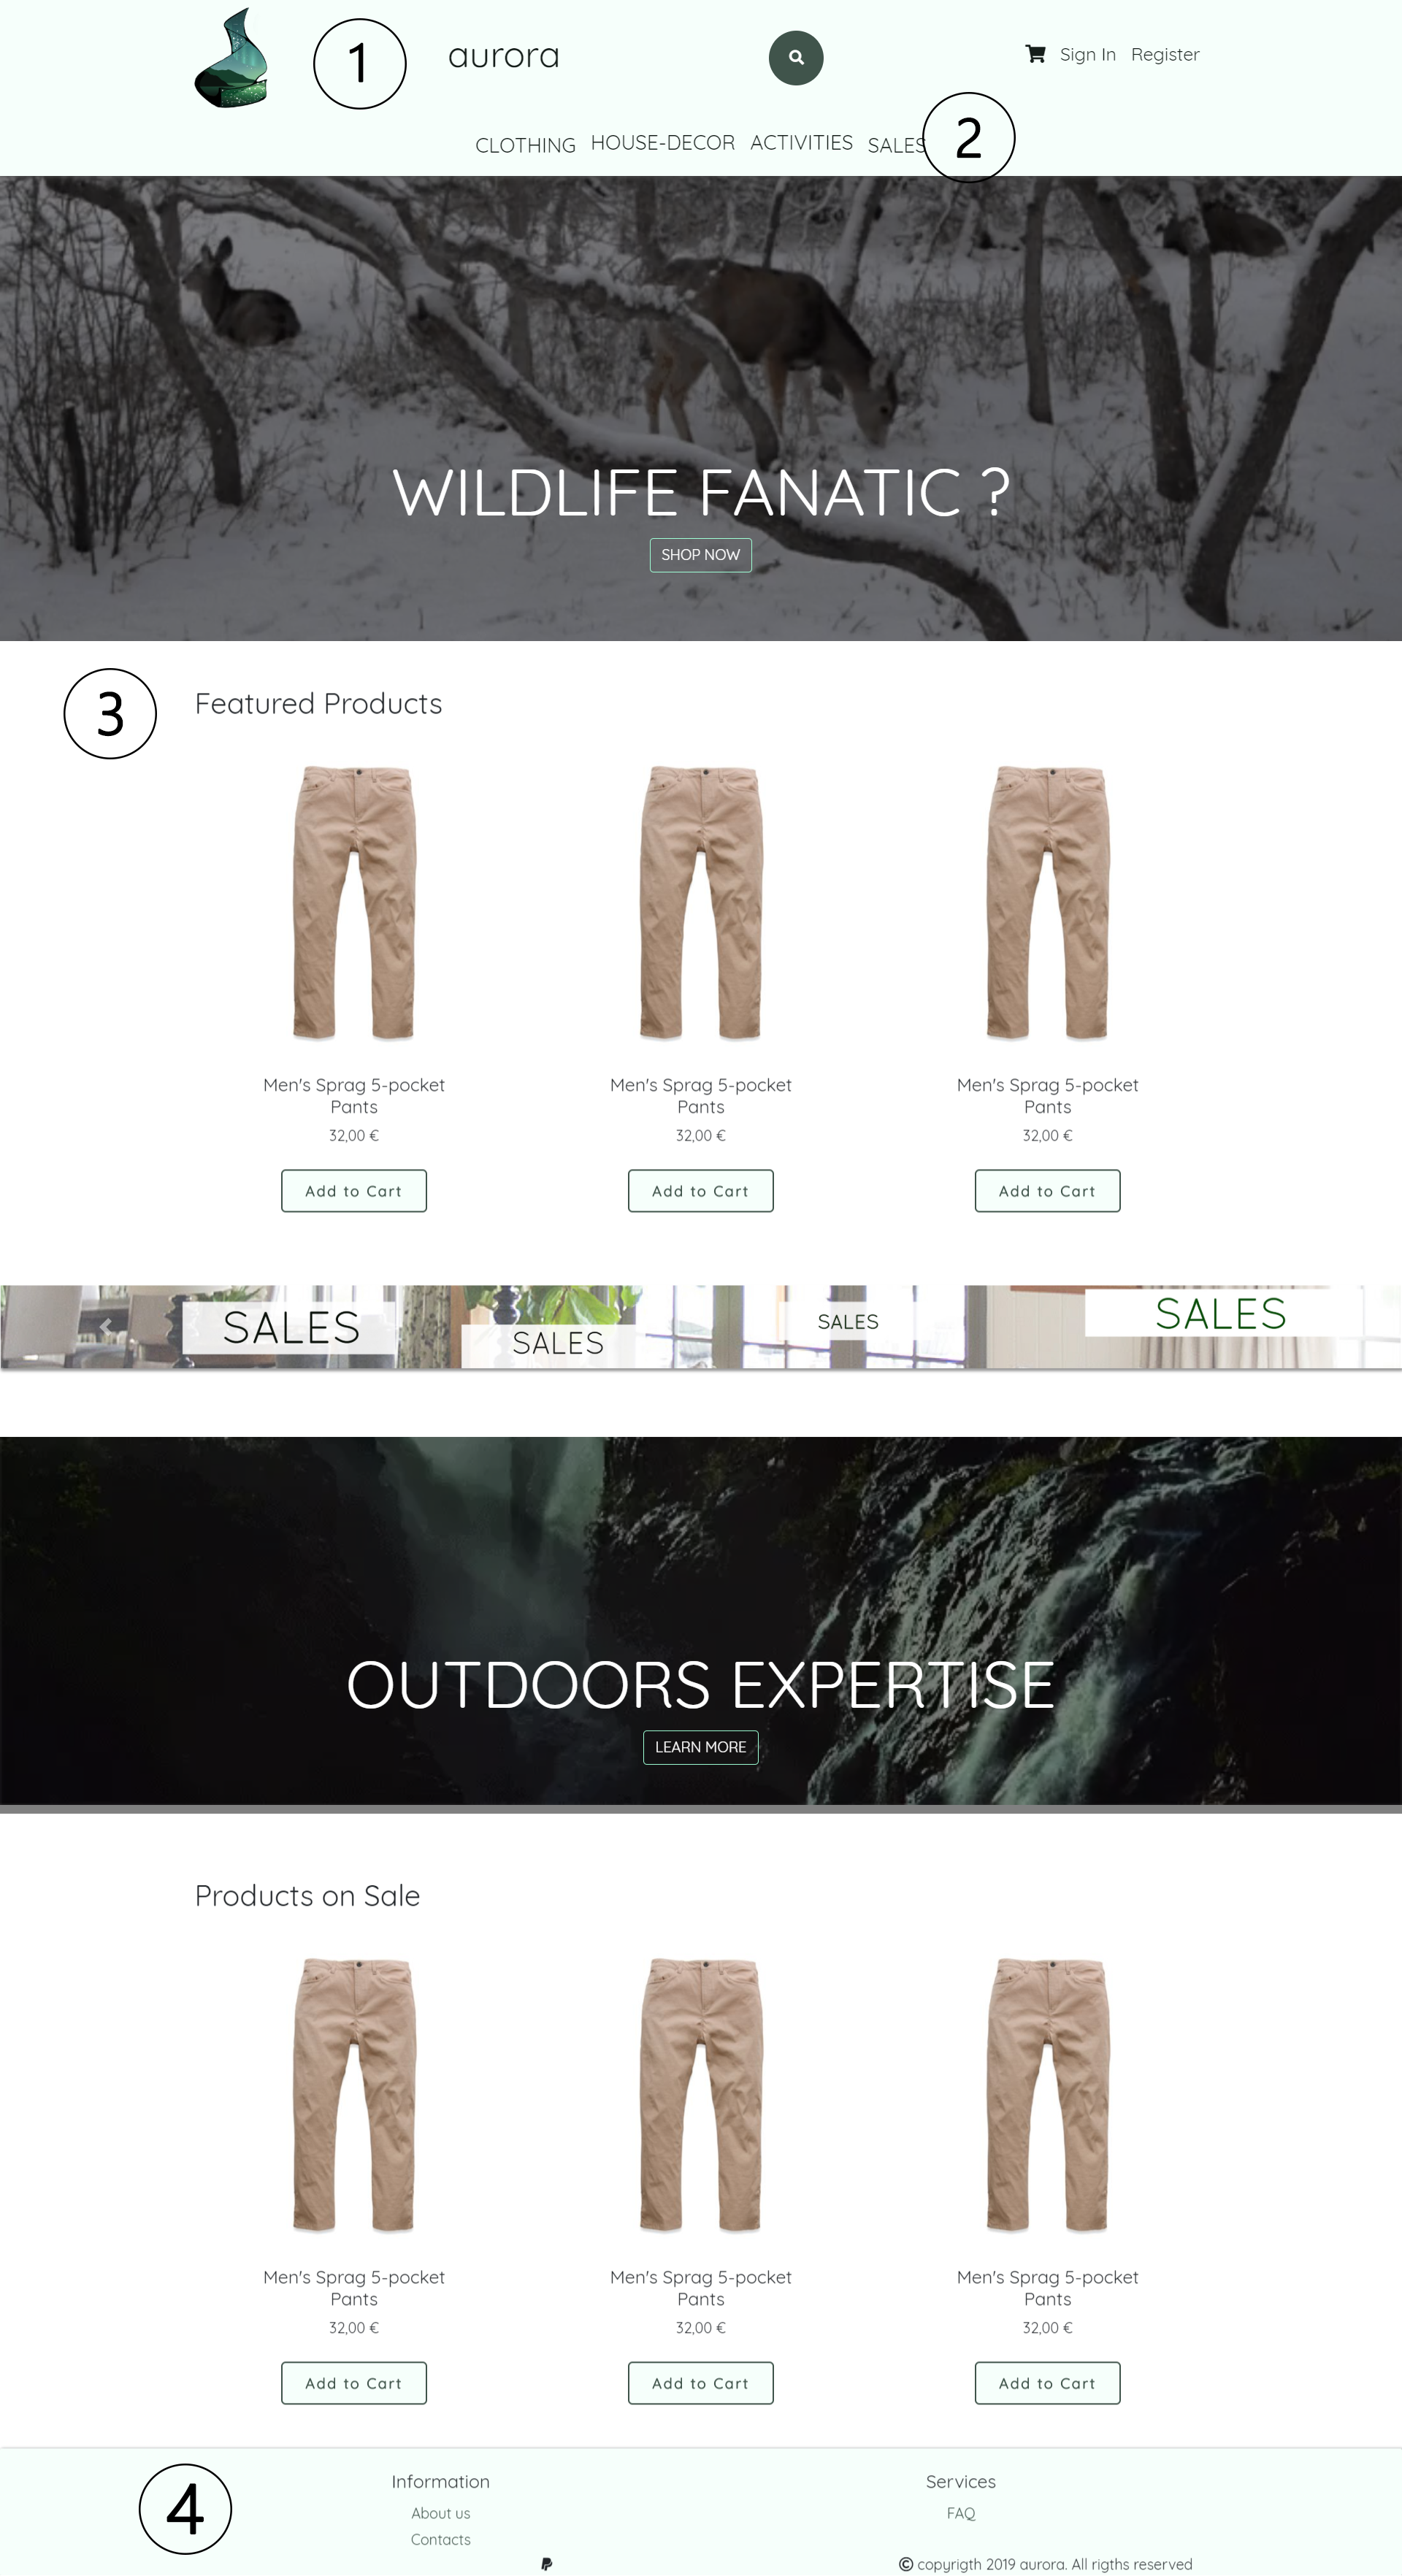 1
aurora
Sign In Register
2
CLOTHING HOUSE-DECOR ACTIVITIES SALES
WILDLIFE FANATIC ?
SHOP NOW
3
Featured Products
Men's Sprag 5-pocket
Pants
32,00 €
Add to Cart
Men's Sprag 5-pocket
Pants
32,00 €
Add to Cart
Men's Sprag 5-pocket
Pants
32,00 €
Add to Cart
SALES
SALES
SALES
SALES
OUTDOORS EXPERTISE
LEARN MORE
Products on Sale
Men's Sprag 5-pocket
Pants
32,00 €
Add to Cart
Men's Sprag 5-pocket
Pants
32,00 €
Add to Cart
Men's Sprag 5-pocket
Pants
32,00 €
Add to Cart
4
Information
About us
Contacts
Services
FAQ
© copyrigth 2019 aurora. All rigths reserved